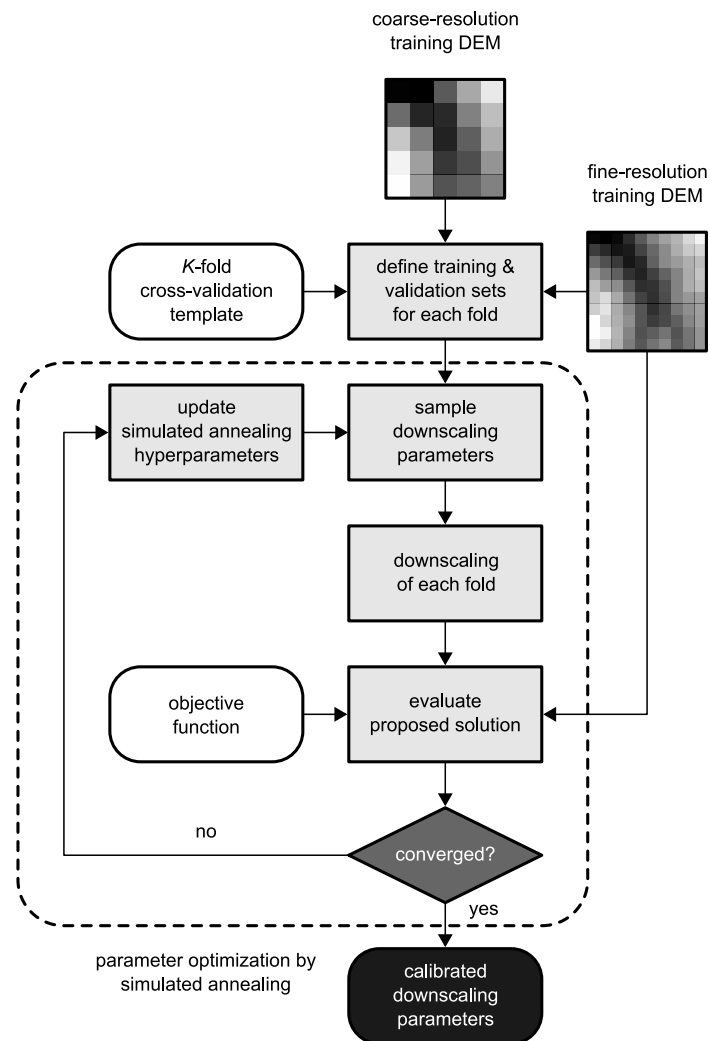 coarse-resolution
training DEM
fine-resolution
training DEM
K-fold
cross-validation
template
define training &
validation sets
for each fold
update
simulated annealing
hyperparameters
sample
downscaling
parameters
downscaling
of each fold
objective
function
evaluate
proposed solution
no
converged?
yes
parameter optimization by
simulated annealing
calibrated
downscaling
parameters